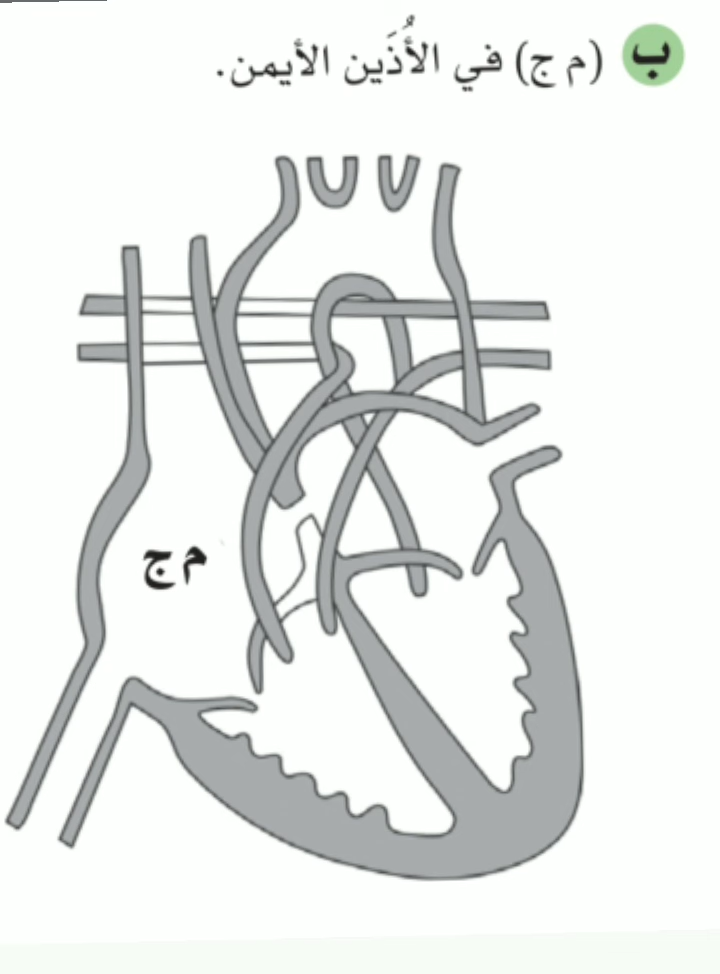 ب (م ج) في الأُذَين الأيمن.
م ج